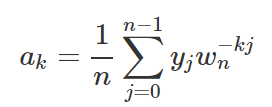 a_k = \frac{1}{n} \sum_{j=0}^{n-1} y_j w_n^{-kj}